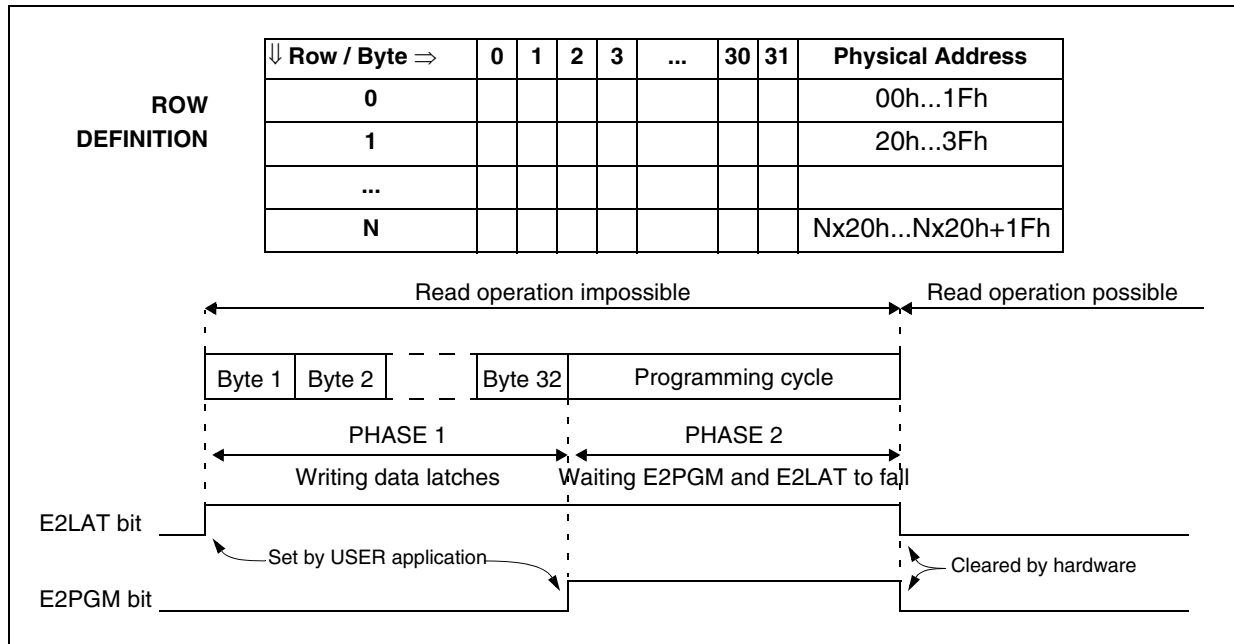 ⇓ Row / Byte ⇒ 0 1 2 3 ... 30 31 Physical Address
ROW DEFINITION
0 00h...1Fh
1 20h...3Fh
...
N Nx20h...Nx20h+1Fh
Read operation impossible Read operation possible
Byte 1 Byte 2 Byte 32 Programming cycle
PHASE 1 PHASE 2
Writing data latches Waiting E2PGM and E2LAT to fall
E2LAT bit
Set by USER application Cleared by hardware
E2PGM bit